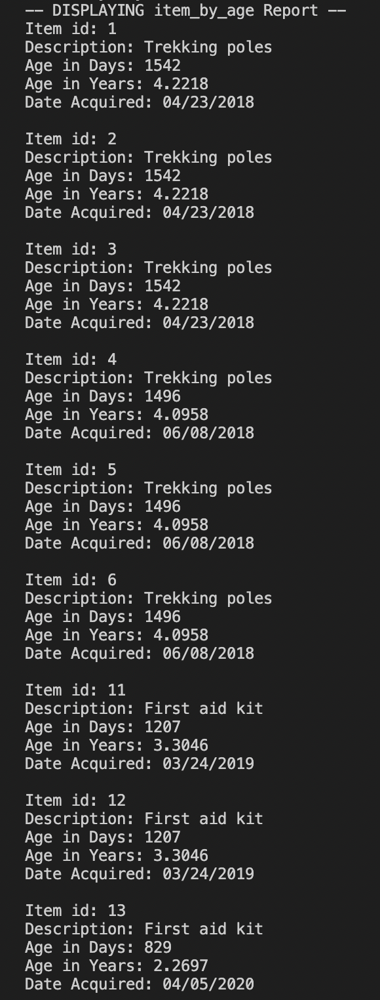 -- DISPLAYING item_by_age Report --
Item id: 1
Description: Trekking poles
Age in Days: 1542
Age in Years: 4.2218
Date Acquired: 04/23/2018
Item id: 2
Description: Trekking poles
Age in Days: 1542
Age in Years: 4.2218
Date Acquired: 04/23/2018
Item id: 3
Description: Trekking poles
Age in Days: 1542
Age in Years: 4.2218
Date Acquired: 04/23/2018
Item id: 4
Description: Trekking poles
Age in Days: 1496
Age in Years: 4.0958
Date Acquired: 06/08/2018
Item id: 5
Description: Trekking poles
Age in Days: 1496
Age in Years: 4.0958
Date Acquired: 06/08/2018
Item id: 6
Description: Trekking poles
Age in Days: 1496
Age in Years: 4.0958
Date Acquired: 06/08/2018
Item id: 11
Description: First aid kit
Age in Days: 1207
Age in Years: 3.3046
Date Acquired: 03/24/2019
Item id: 12
Description: First aid kit
Age in Days: 1207
Age in Years: 3.3046
Date Acquired: 03/24/2019
Item id: 13
Description: First aid kit
Age in Days: 829
Age in Years: 2.2697
Date Acquired: 04/05/2020